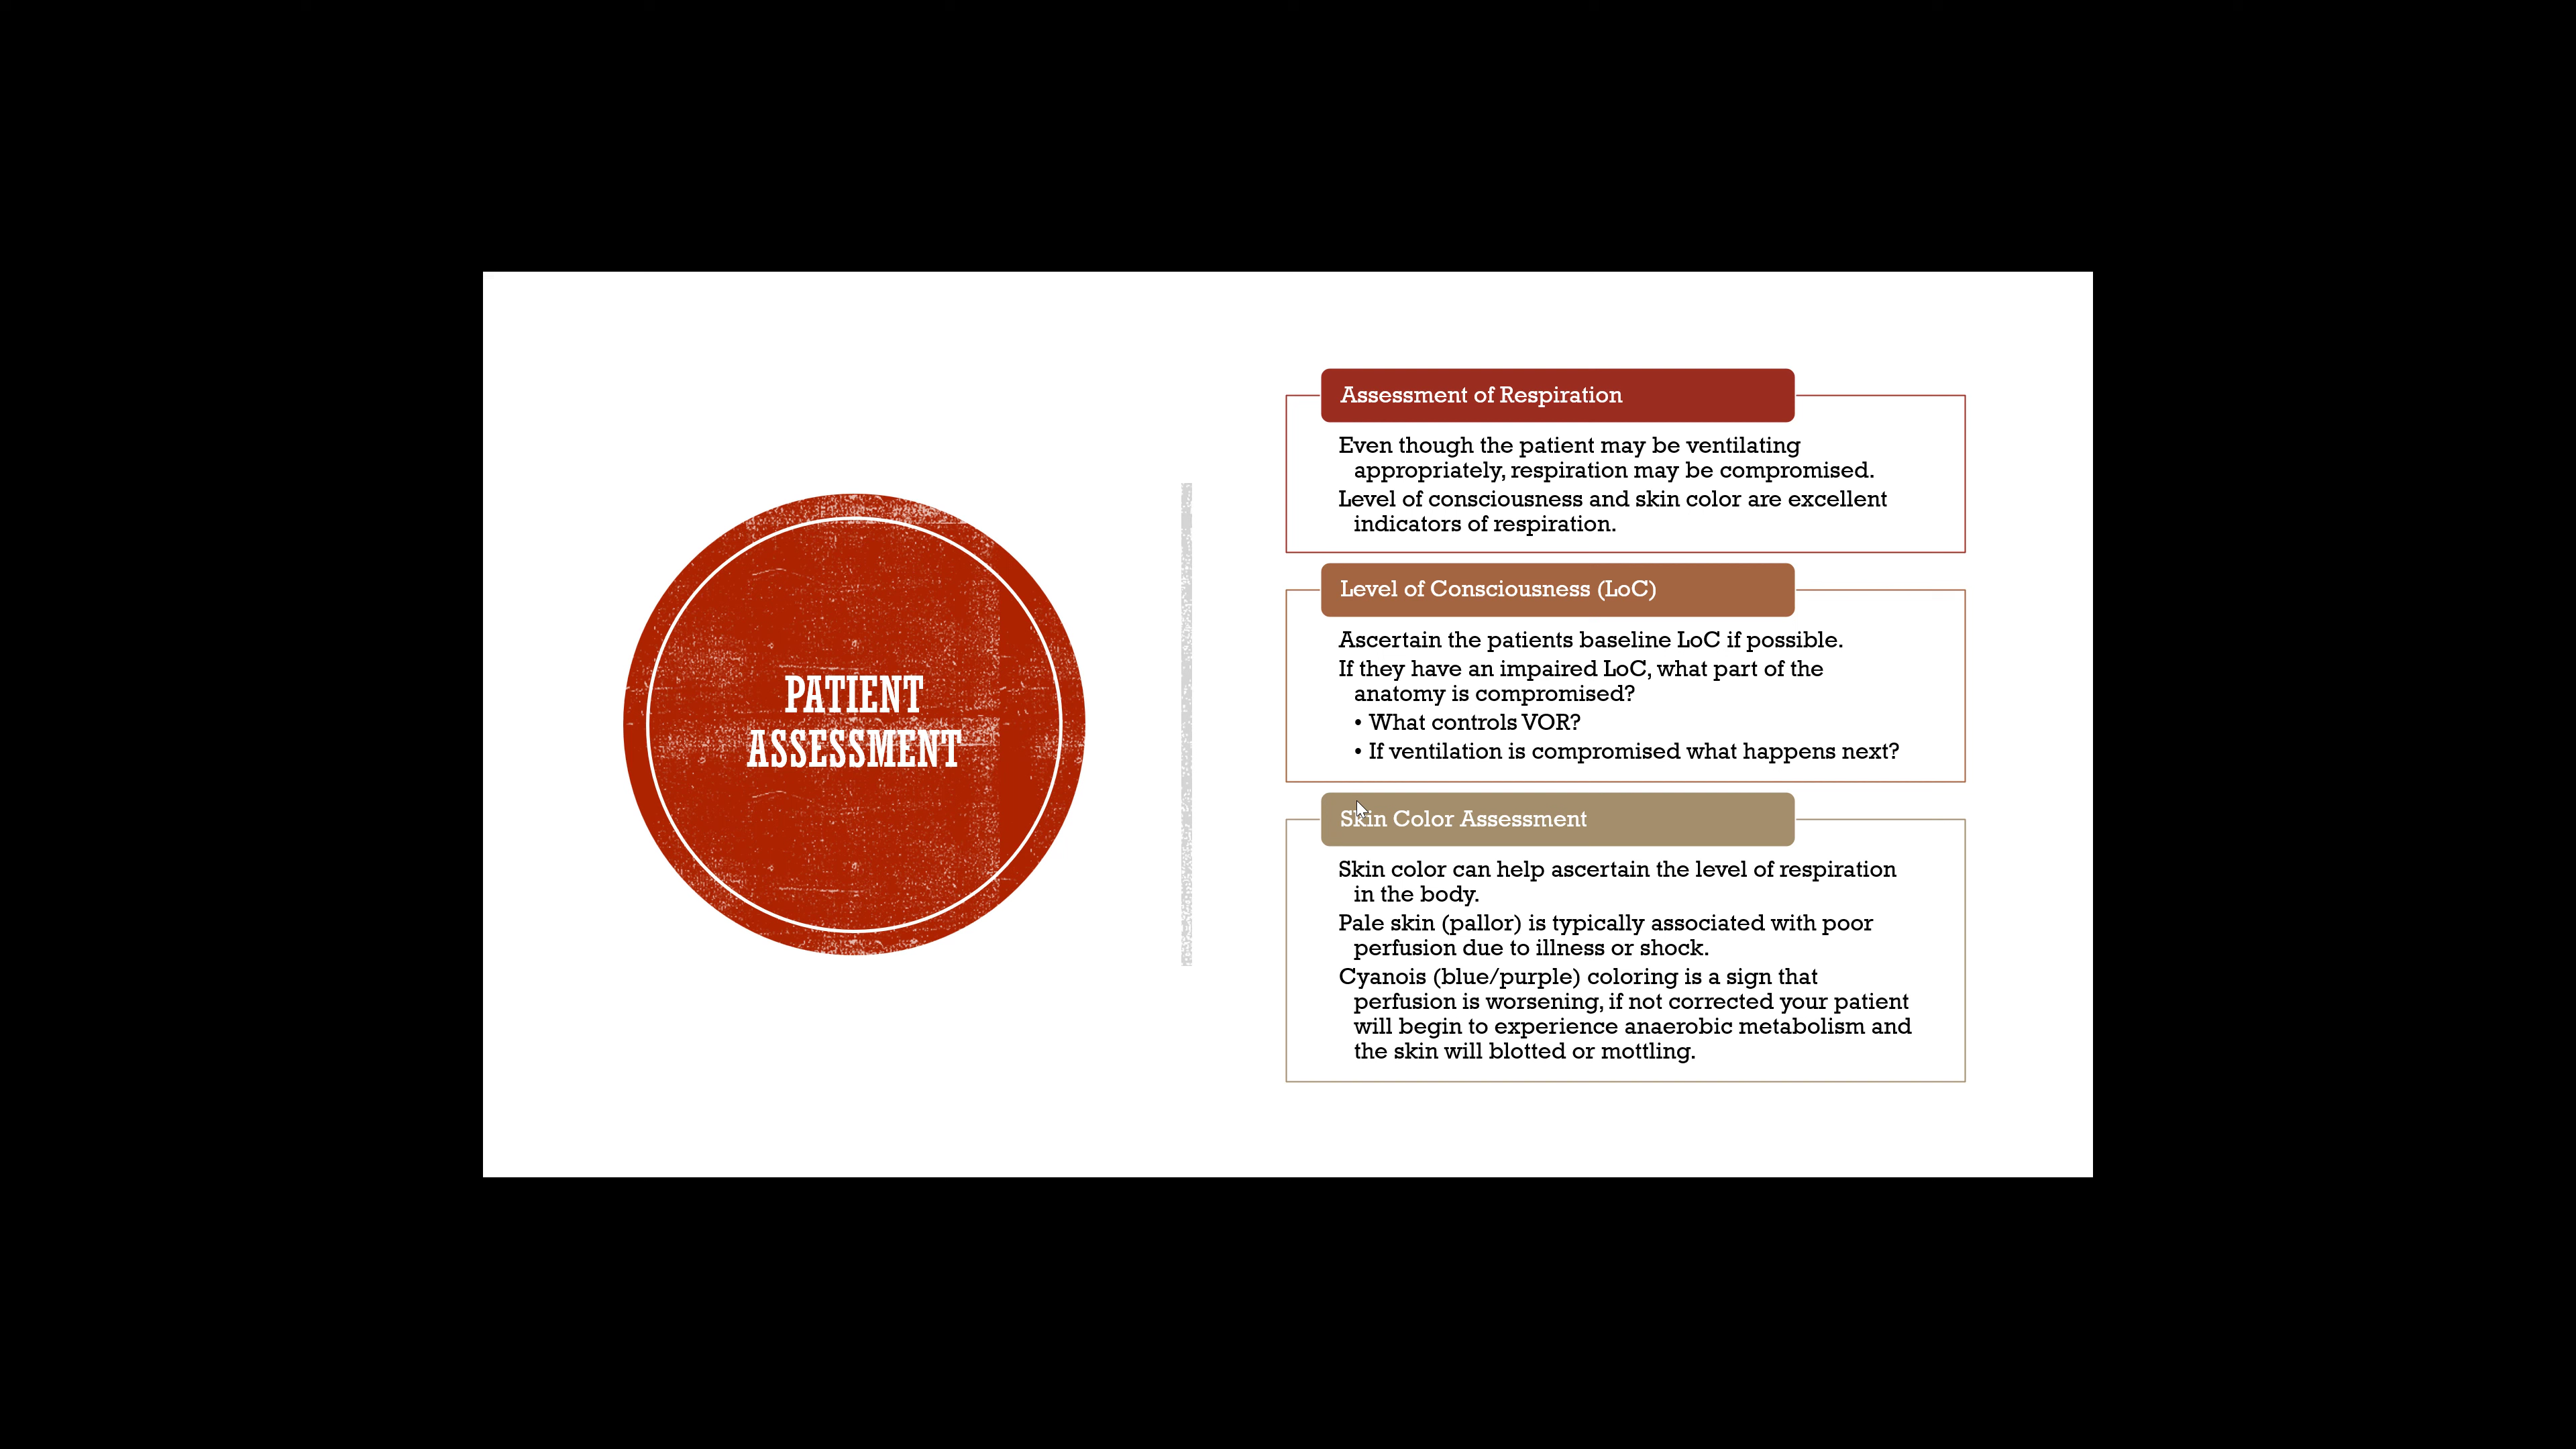 PATIENT
ASSESSMENT
Assessment of Respiration
Even though the patient may be ventilating
appropriately, respiration may be compromised.
Level of consciousness and skin color are excellent
indicators of respiration.
Level of Consciousness (LoC)
Ascertain the patients baseline LoC if possible.
If they have an impaired LoC, what part of the
anatomy is compromised?
• What controls VOR?
• If ventilation is compromised what happens next?
Skin Color Assessment
Skin color can help ascertain the level of respiration
in the body.
Pale skin (pallor) is typically associated with poor
perfusion due to illness or shock.
Cyanois (blue/purple) coloring is a sign that
perfusion is worsening, if not corrected your patient
will begin to experience anaerobic metabolism and
the skin will blotted or mottling.